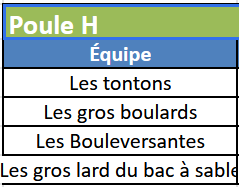 Poule H
Équipe
Les tontons
Les gros boulards
Les Bouleversantes
Les gros lard du bac à sable